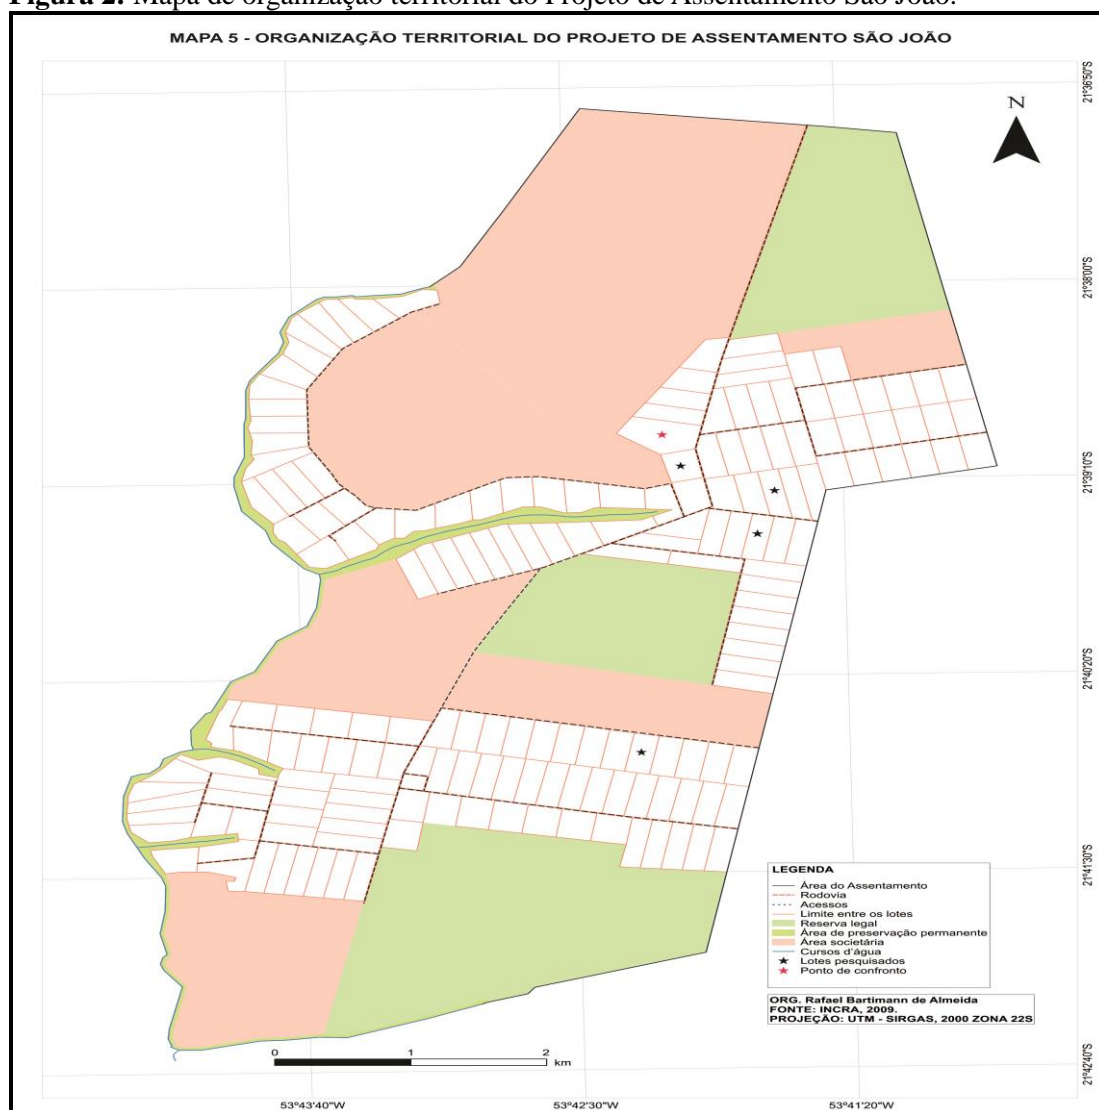 Figura 2: Mapa de organização territorial do Projeto de Assentamento São João.
MAPA 5 - ORGANIZAÇÃO TERRITORIAL DO PROJETO DE ASSENTAMENTO SÃO JOÃO
N
21°36'50"S
21°38'00"S
21°39'10"S
21°40'20"S
21°41'30"S
21°42'40"S
LEGENDA
Área do Assentamento
Rodovia
Acessos
Limite entre os lotes
Reserva legal
Área de preservação permanente
Área societária
Cursos d'água
Lotes pesquisados
Ponto de confronto
ORG. Rafael Bartimann de Almeida
FONTE: INCRA, 2009.
PROJEÇÃO: UTM - SIRGAS, 2000 ZONA 22S
0 1 2
km
53°43'40"W 53°42'30"W 53°41'20"W